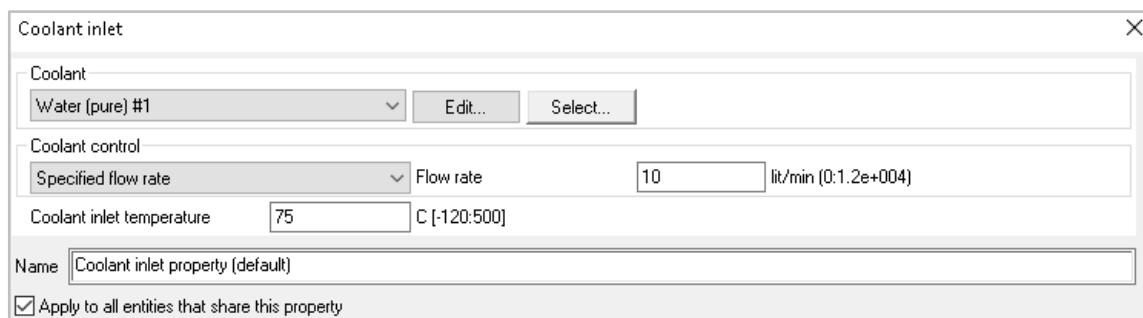 Coolant inlet
Coolant
Water (pure) #1 Edit... Select...
Coolant control
Specified flow rate Flow rate 10 lit/min (0:1.2e+004)
Coolant inlet temperature 75 C [-120:500]
Name Coolant inlet property (default)
Apply to all entities that share this property